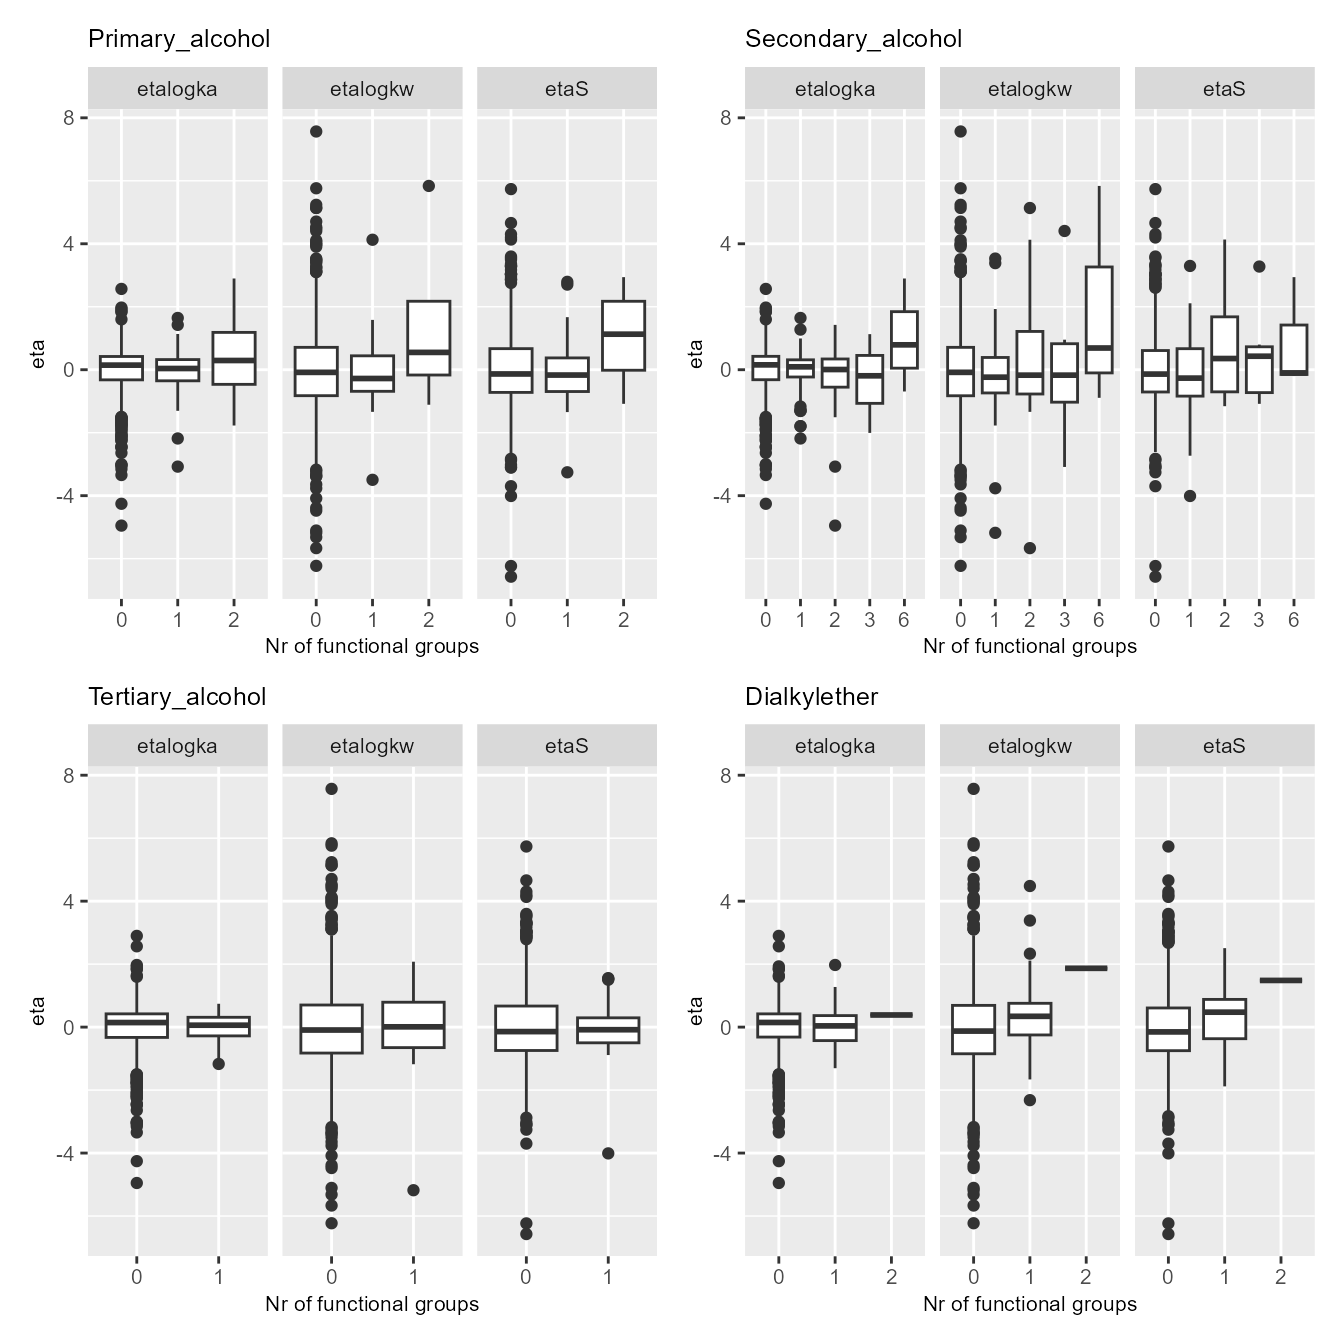 Primary_alcohol
Secondary_alcohol
etalogka etalogkw etaS
etalogka etalogkw etaS
8
4
0
-4
eta
8
4
0
-4
eta
0 1 2 0 1 2 0 1 2
0 1 2 3 6 0 1 2 3 6 0 1 2 3 6
Nr of functional groups
Nr of functional groups
Tertiary_alcohol
Dialkylether
etalogka etalogkw etaS
etalogka etalogkw etaS
8
4
0
-4
eta
8
4
0
-4
eta
0 1 0 1 0 1
0 1 2 0 1 2 0 1 2
Nr of functional groups
Nr of functional groups